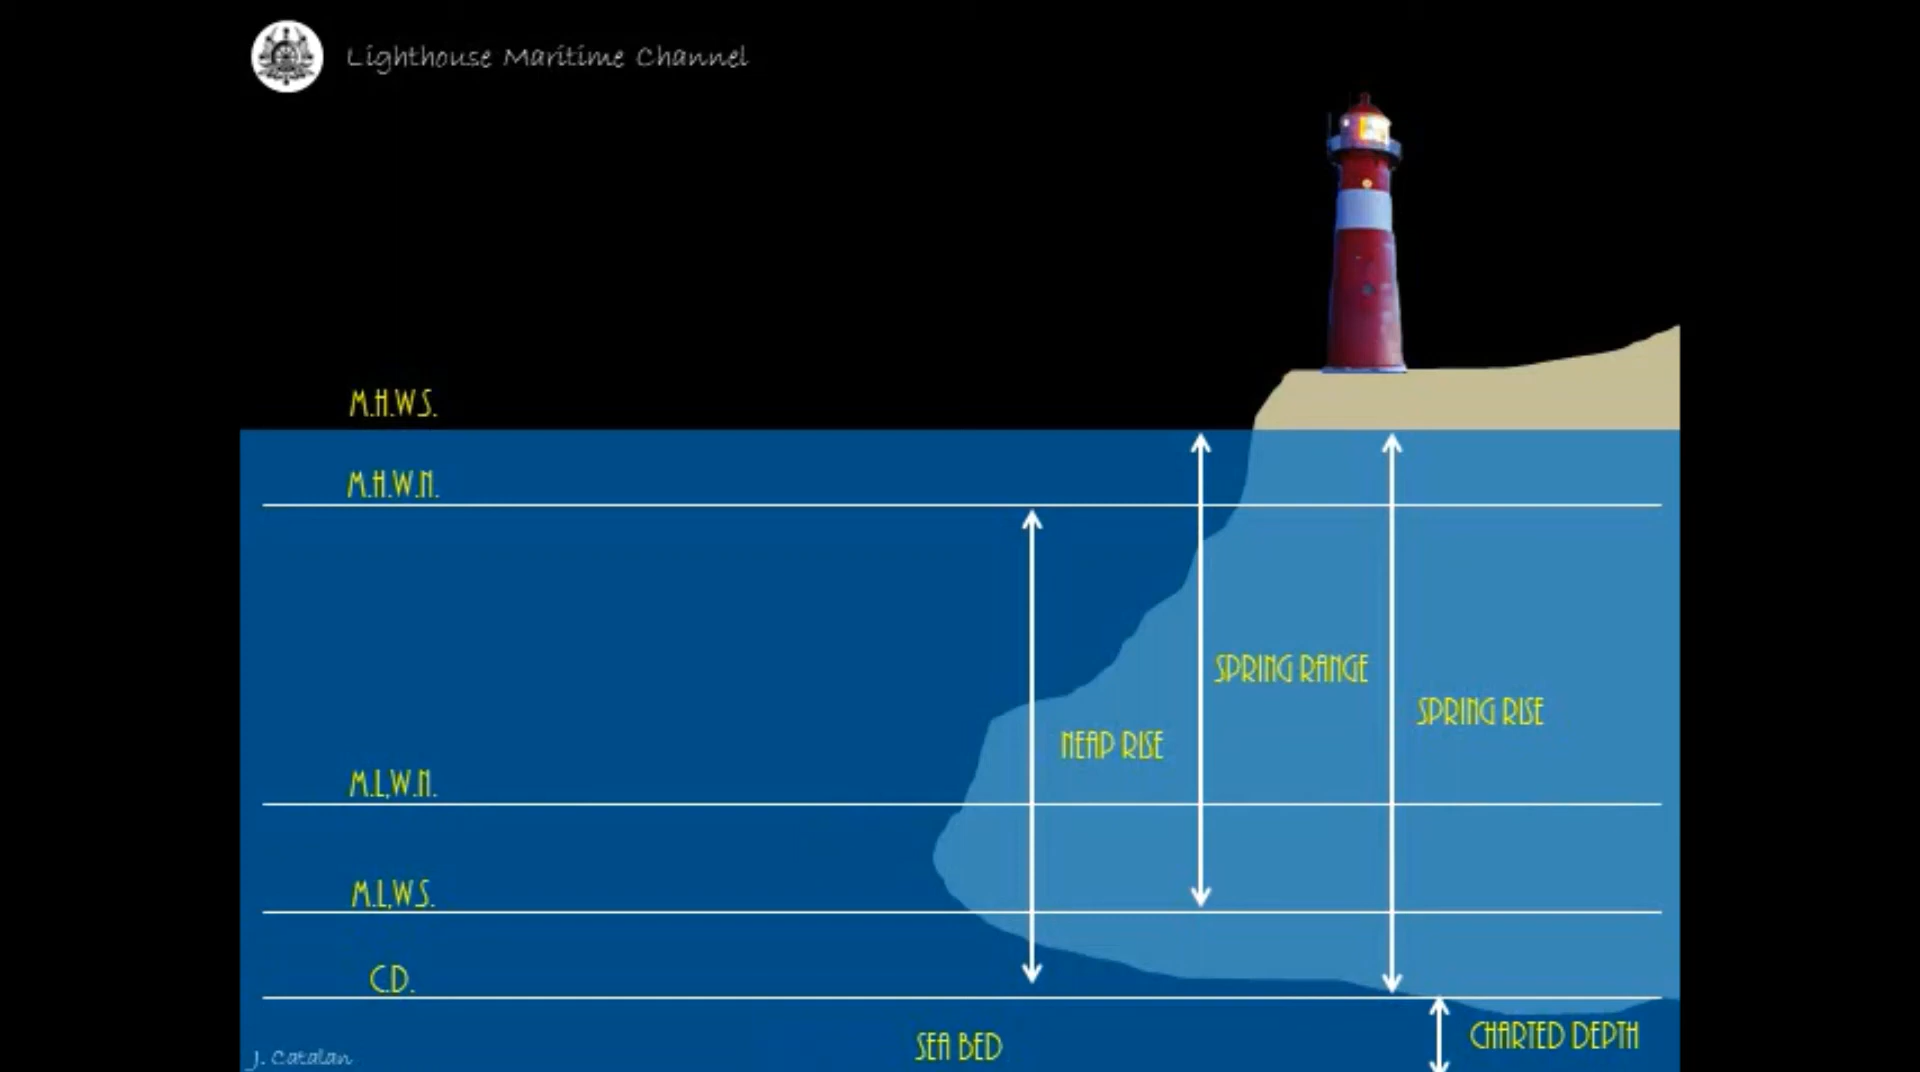 Lighthouse Maritime Channel
M.H.W.S.
M.H.W.N.
SPRING RANGE
SPRING RISE
NEAP RISE
M.L.W.N.
M.L.W.S.
C.D.
CHARTED DEPTH
SEA BED
J. Catalan